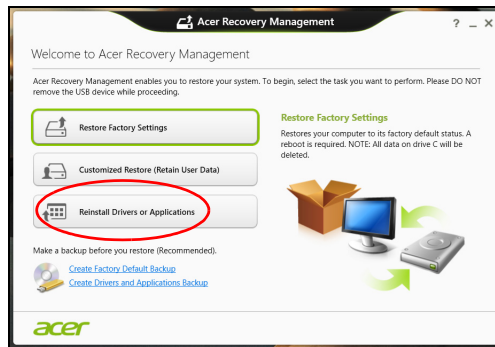 Acer Recovery Management
? _ X
Welcome to Acer Recovery Management
Acer Recovery Management enables you to restore your system. To begin, select the task you want to perform. Please DO NOT
remove the USB device while proceeding.
Restore Factory Settings
Customized Restore (Retain User Data)
Reinstall Drivers or Applications
Restore Factory Settings
Restores your computer to its factory default status. A
reboot is required. NOTE: All data on drive C will be
deleted.
Make a backup before you restore (Recommended).
Create Factory Default Backup
Create Drivers and Applications Backup
acer